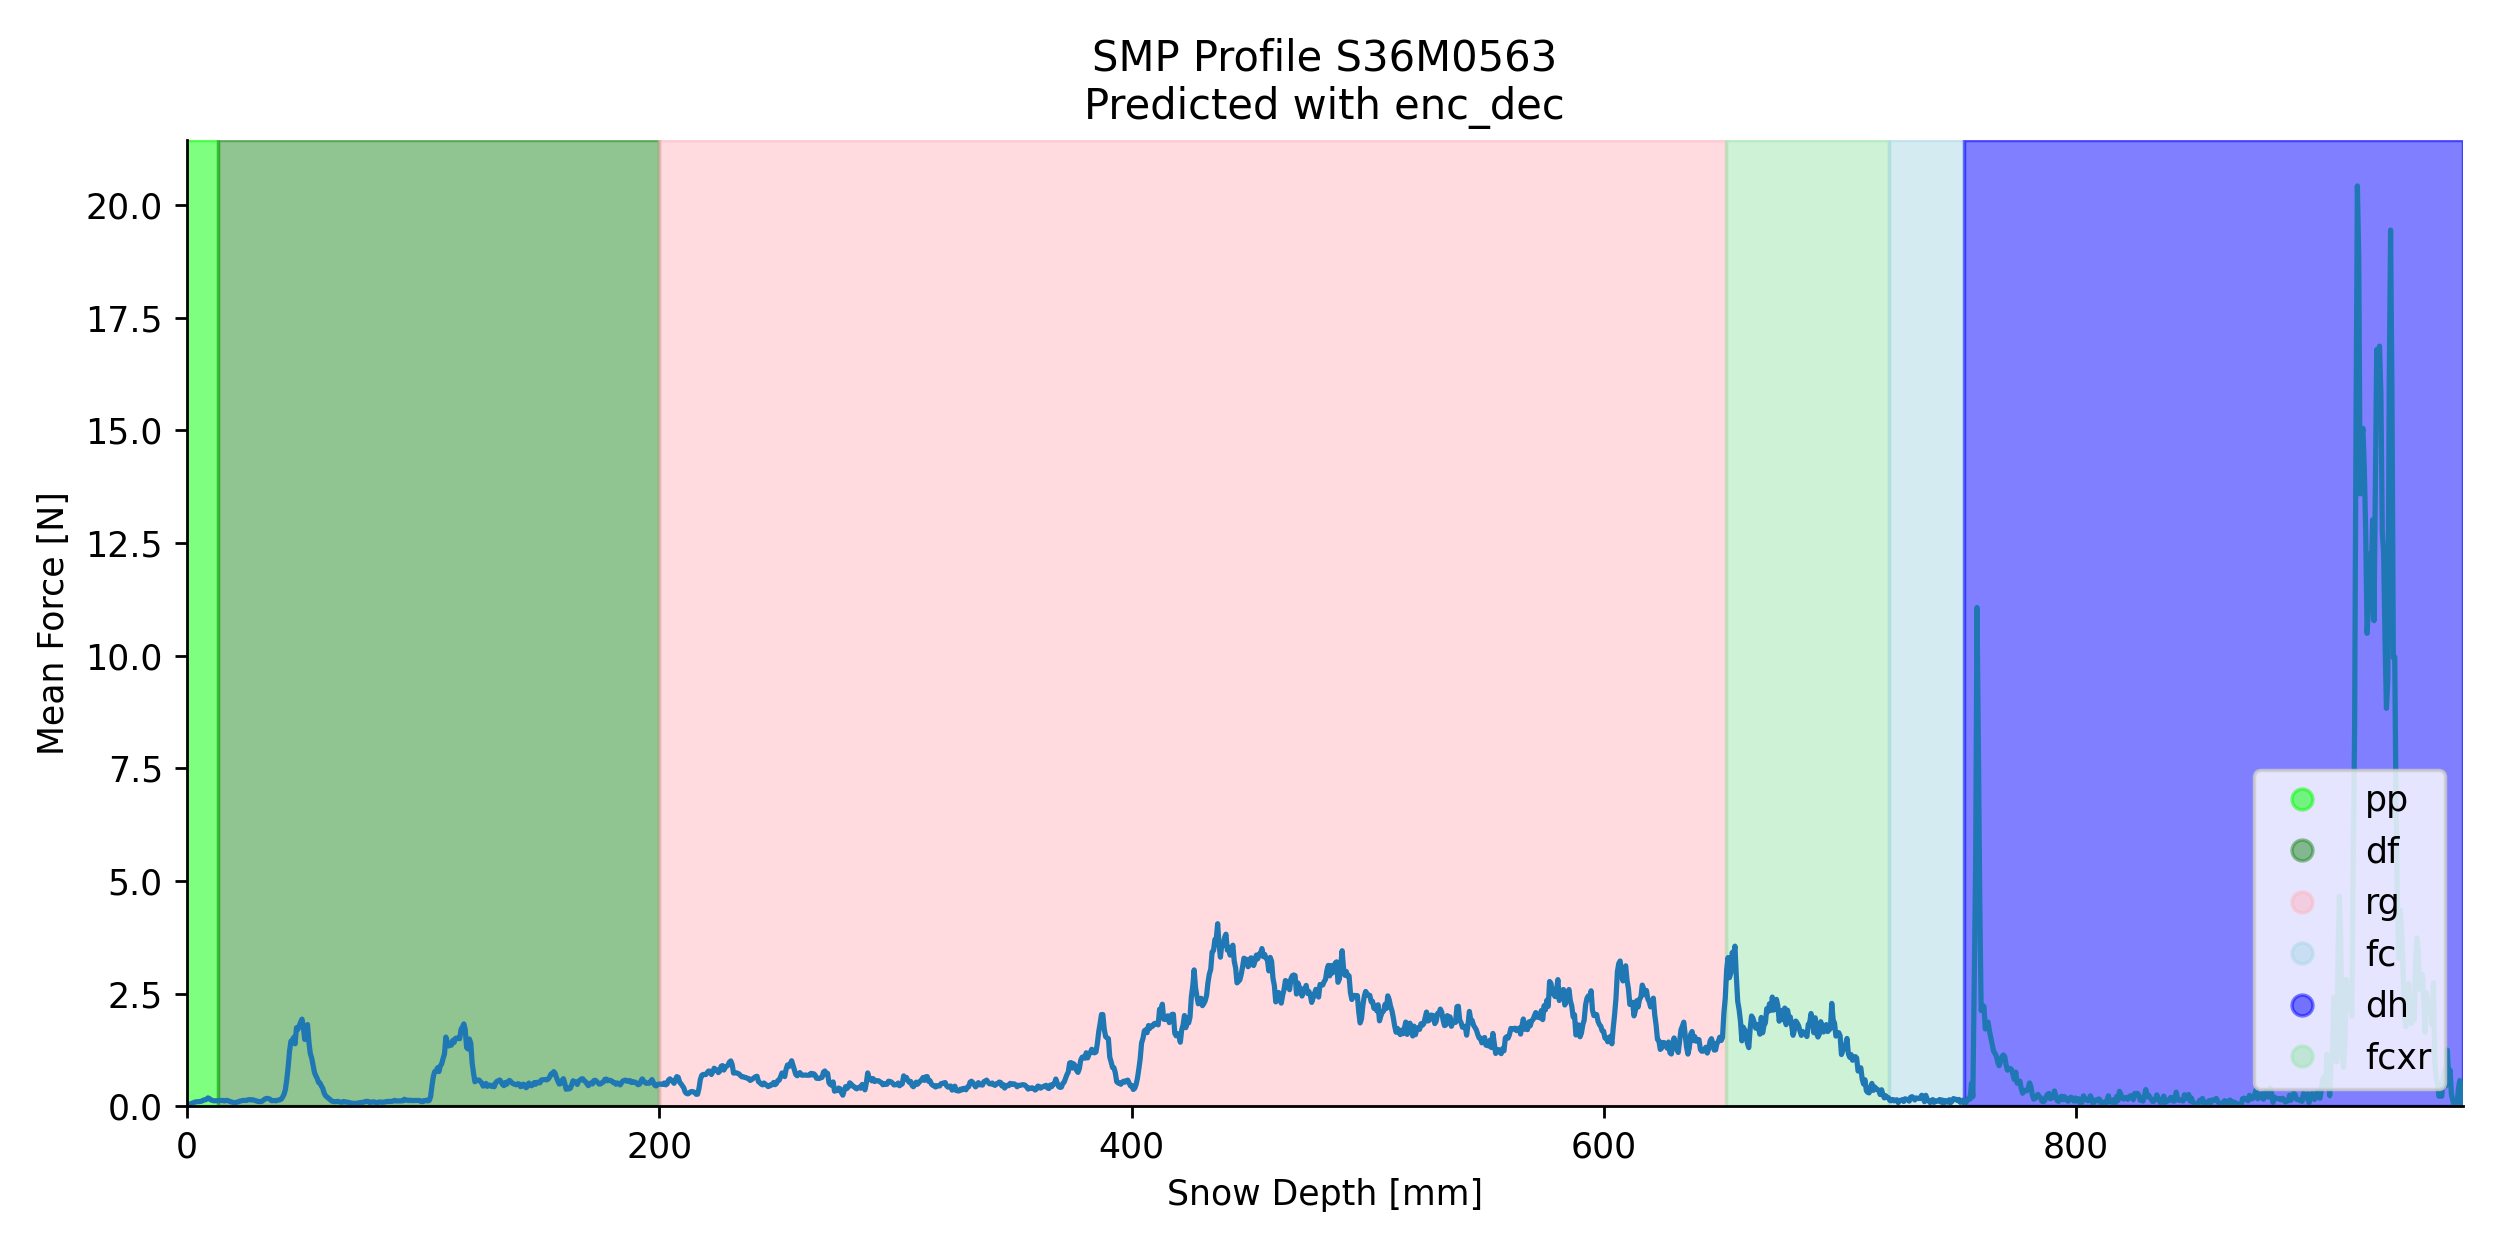 SMP Profile S36M0563
Predicted with enc_dec
Mean Force [N]
20.0
17.5
15.0
12.5
10.0
7.5
5.0
2.5
0.0
0
200
400
600
800
Snow Depth [mm]
pp
df
rg
fc
dh
fcxr